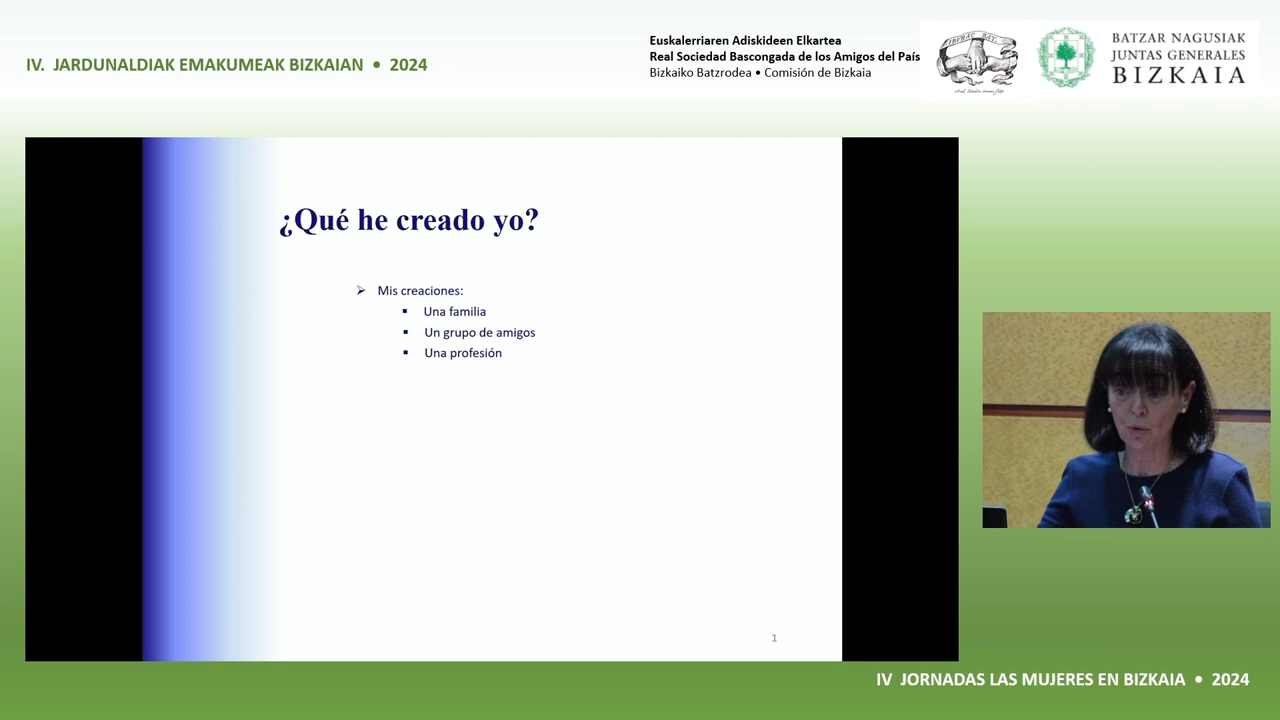 IV. JARDUNALDIAK EMAKUMEAK BIZKAIAN • 2024
Euskalerriaren Adiskideen Elkartea
Real Sociedad Bascongada de los Amigos del País
Bizkaiko Batzrodea • Comisión de Bizkaia
BATZAR NAGUSIAK
JUNTAS GENERALES
BIZKAIA
¿Qué he creado yo?
Mis creaciones:
Una familia
Un grupo de amigos
Una profesión
1
IV JORNADAS LAS MUJERES EN BIZKAIA • 2024